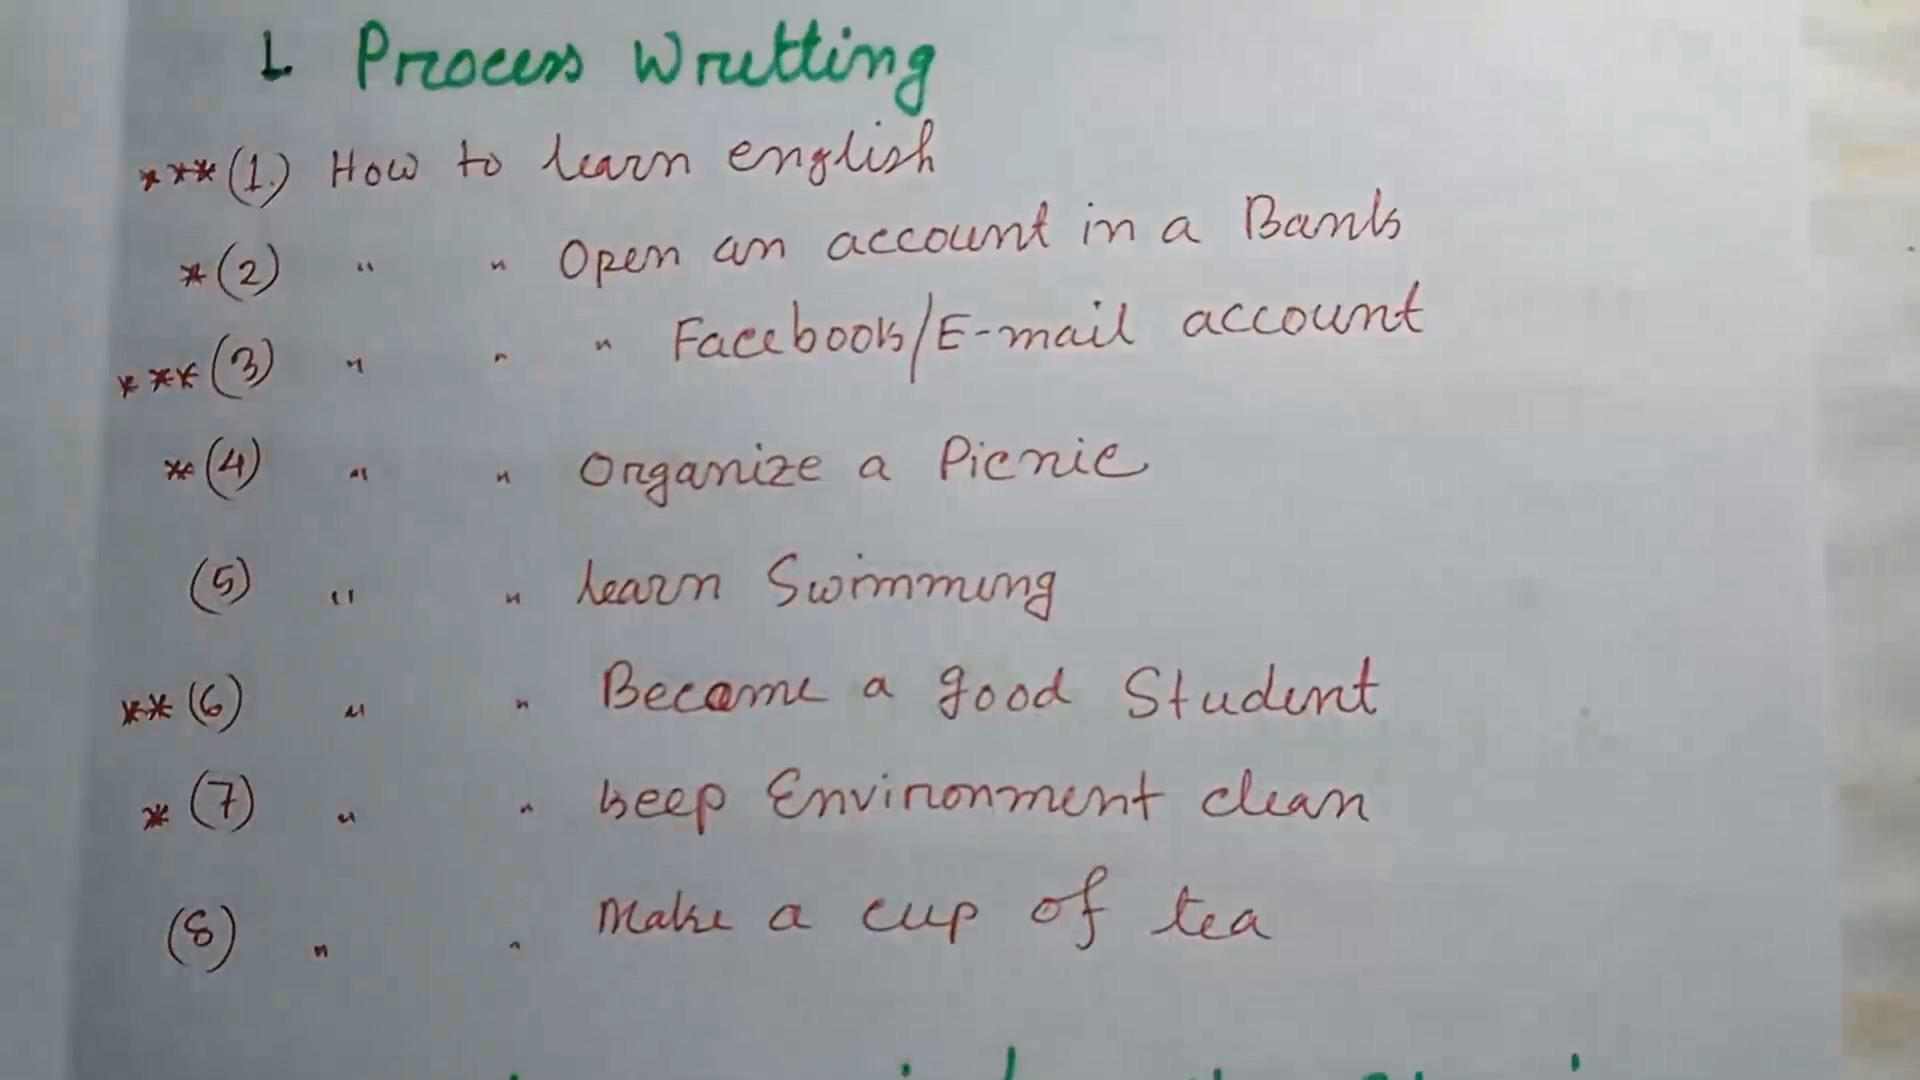 1. Process Writting
***(1.) How to learn english
*(2) " " Open an account in a Bank
***(3) " " " Facebook/E-mail account
*(4) " " Organize a Picnic
(5) " " learn Swimming
**(6) " " Become a good Student
*(7) " " keep Environment clean
(8) " " Make a cup of tea